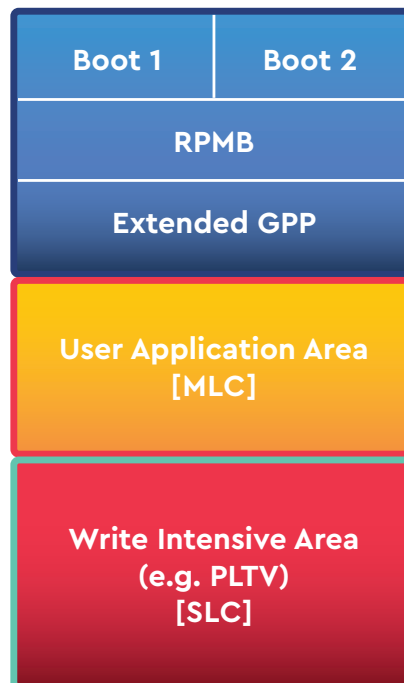 Boot 1
Boot 2
RPMB
Extended GPP
User Application Area
[MLC]
Write Intensive Area
(e.g. PLTV)
[SLC]